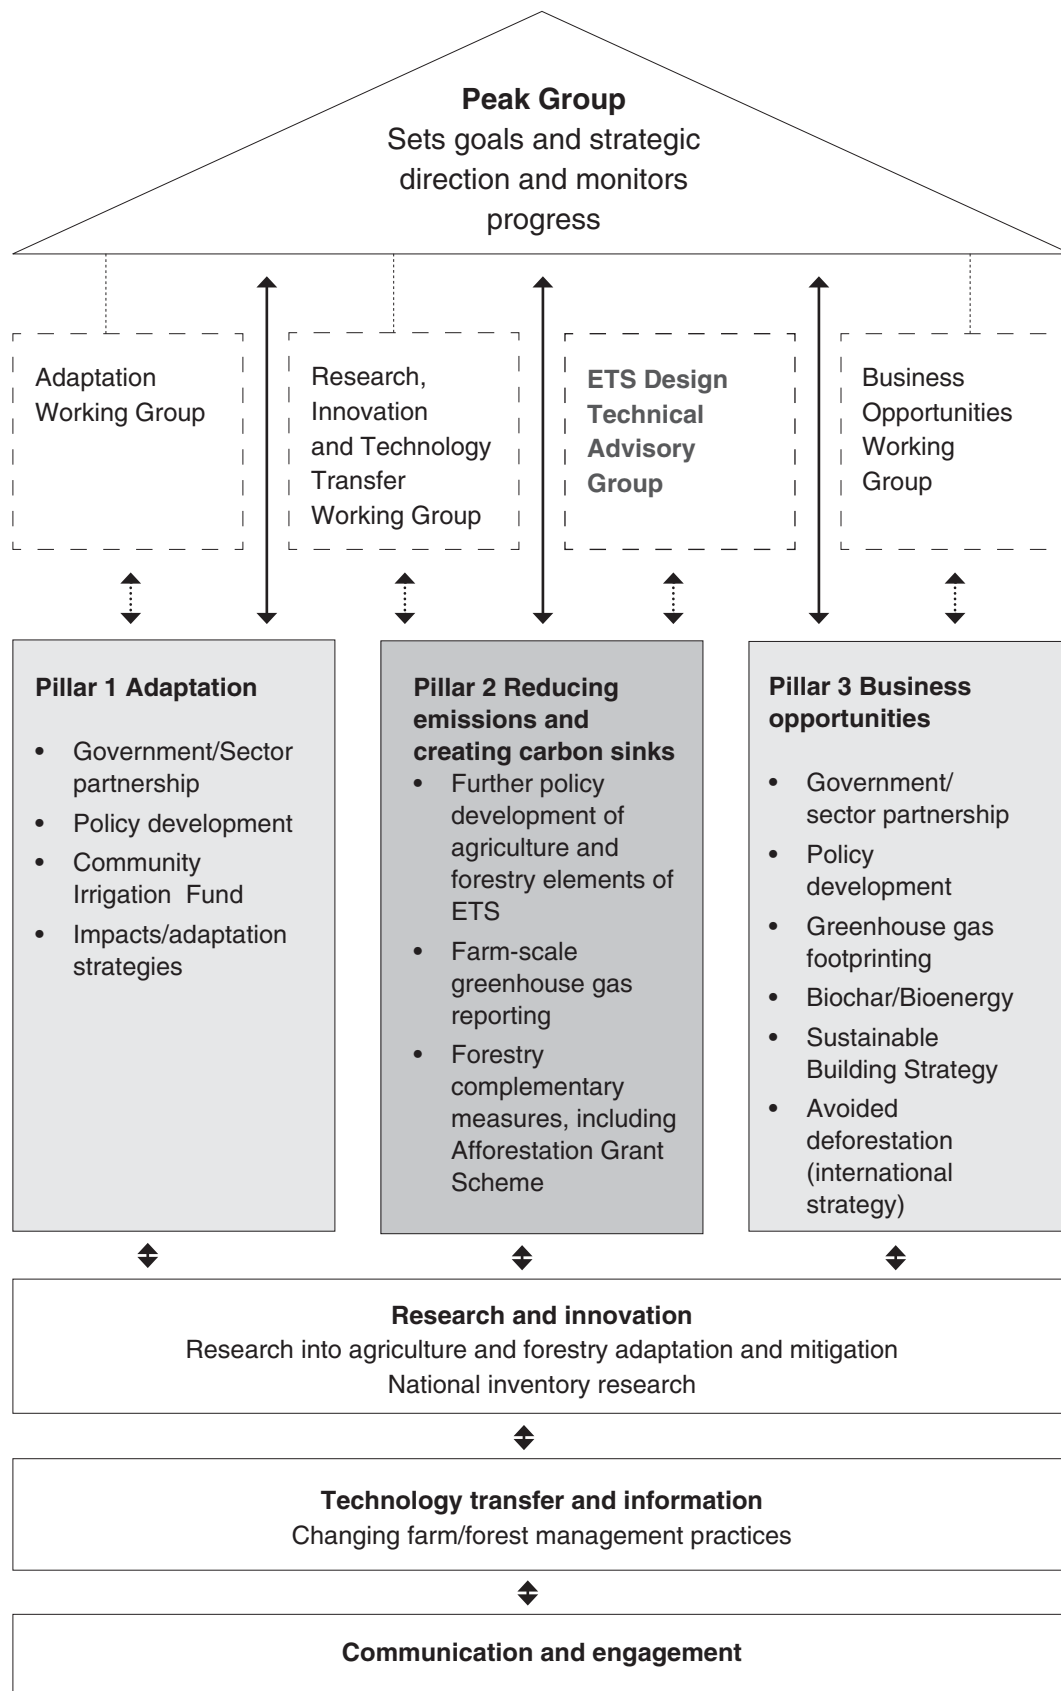 Peak Group
Sets goals and strategic
direction and monitors
progress
Adaptation
Working Group
Research,
Innovation
and Technology
Transfer
Working Group
ETS Design
Technical
Advisory
Group
Business
Opportunities
Working
Group
Pillar 1 Adaptation
• Government/Sector
partnership
• Policy development
• Community
Irrigation Fund
• Impacts/adaptation
strategies
Pillar 2 Reducing
emissions and
creating carbon sinks
• Further policy
development of
agriculture and
forestry elements of
ETS
• Farm-scale
greenhouse gas
reporting
• Forestry
complementary
measures, including
Afforestation Grant
Scheme
Pillar 3 Business
opportunities
• Government/
sector partnership
• Policy
development
• Greenhouse gas
footprinting
• Biochar/Bioenergy
• Sustainable
Building Strategy
• Avoided
deforestation
(international
strategy)
Research and innovation
Research into agriculture and forestry adaptation and mitigation
National inventory research
Technology transfer and information
Changing farm/forest management practices
Communication and engagement